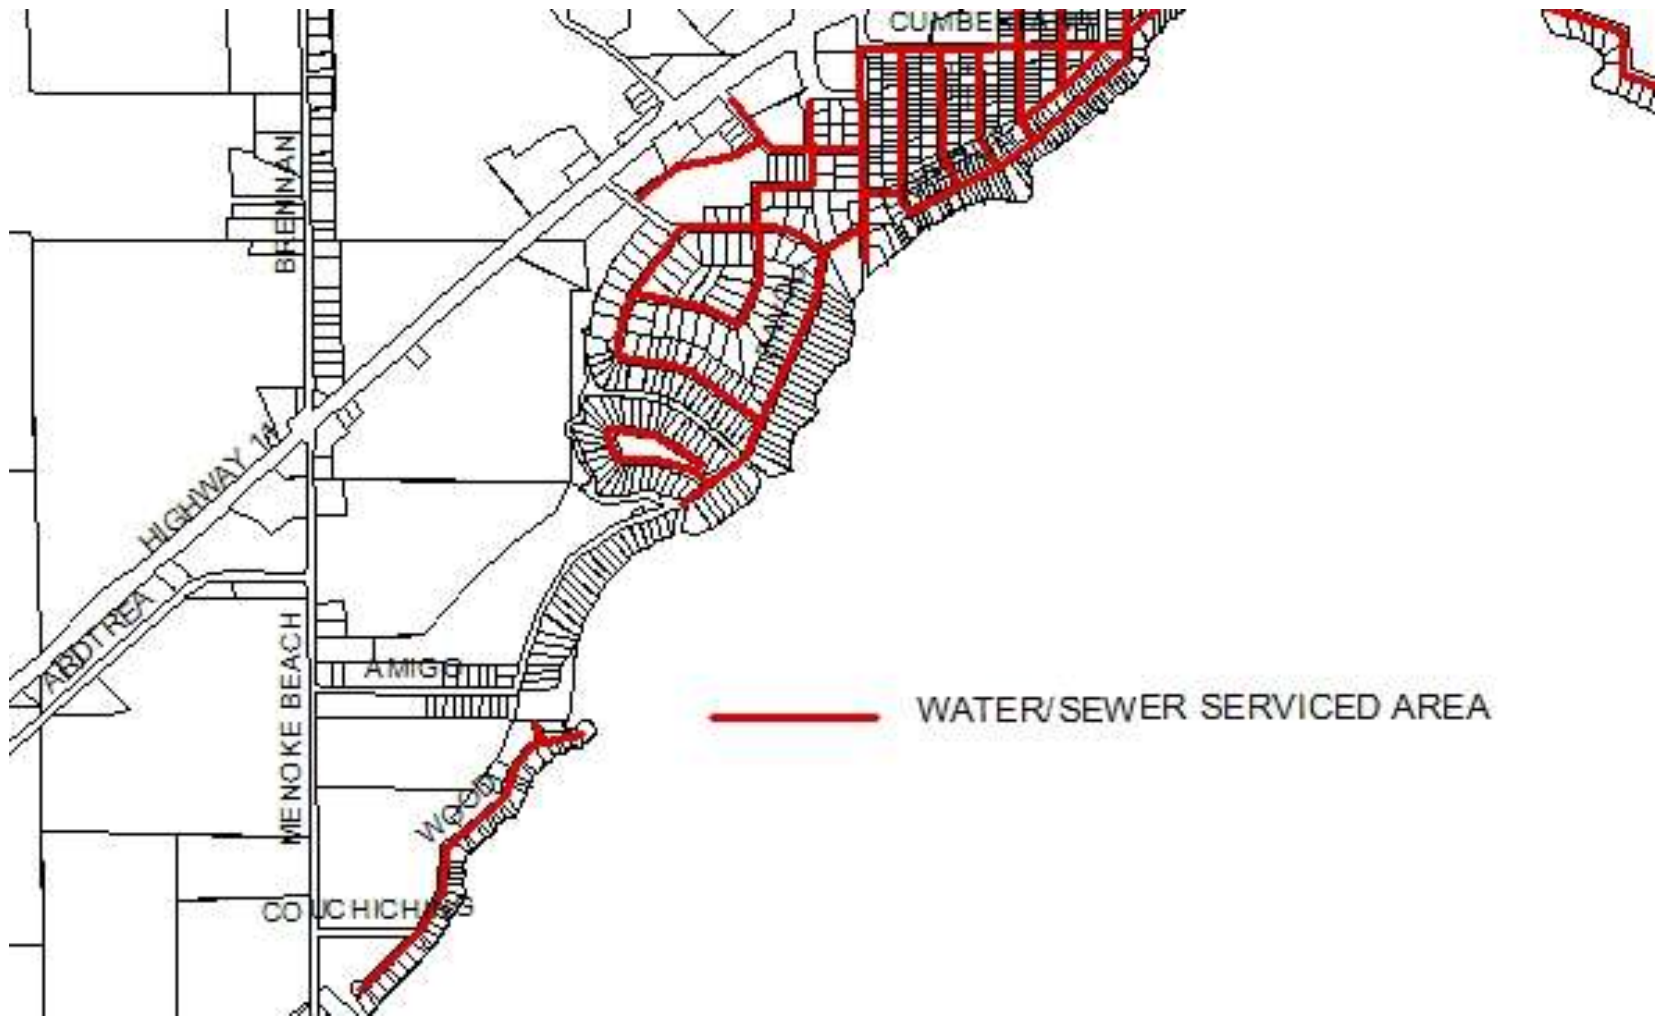 BRENNAN
HIGHWAY 11
ARDTREA
MENOKE BEACH
AMIGO
WATER/SEWER SERVICED AREA
WOOD